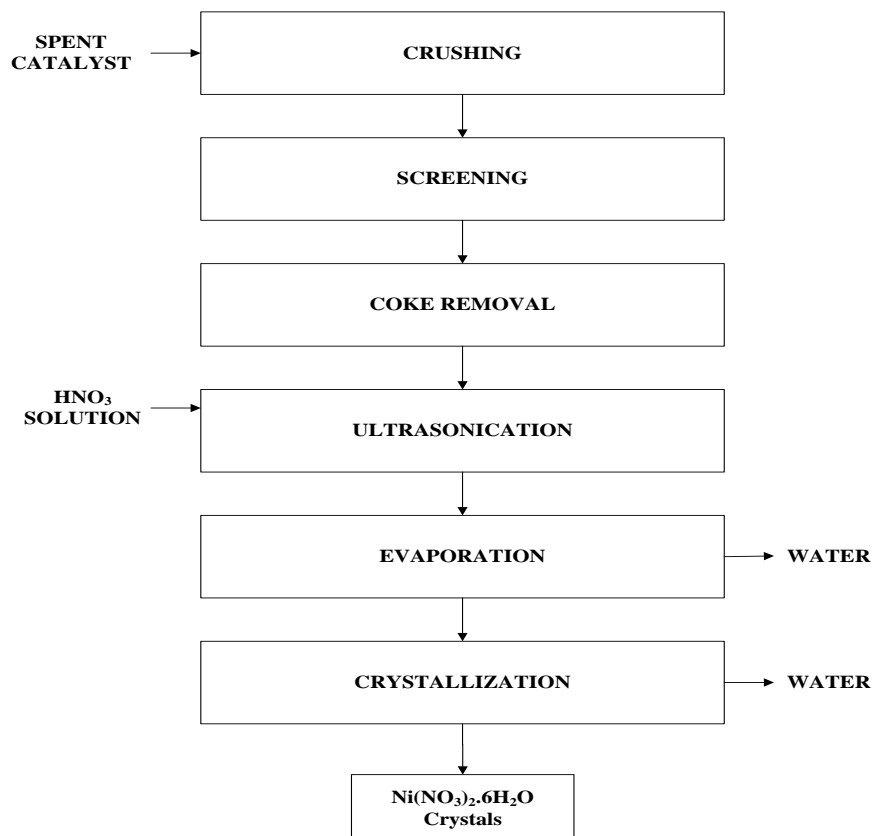 SPENT
CATALYST
CRUSHING
SCREENING
COKE REMOVAL
HNO₃
SOLUTION
ULTRASONICATION
EVAPORATION
WATER
CRYSTALLIZATION
WATER
Ni(NO₃)₂.6H₂O
Crystals